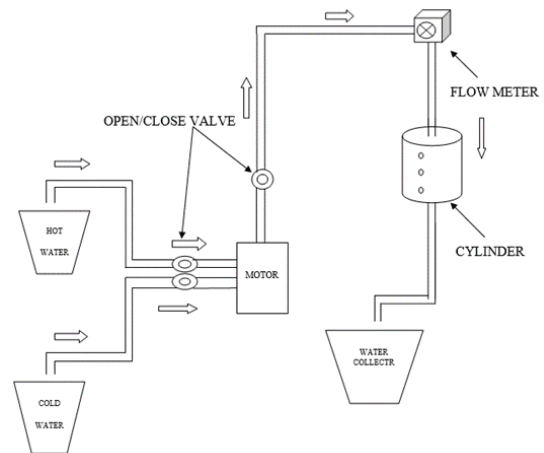 FLOW METER
OPEN/CLOSE VALVE
HOT
WATER
CYLINDER
MOTOR
WATER
COLLECTR
COLD
WATER